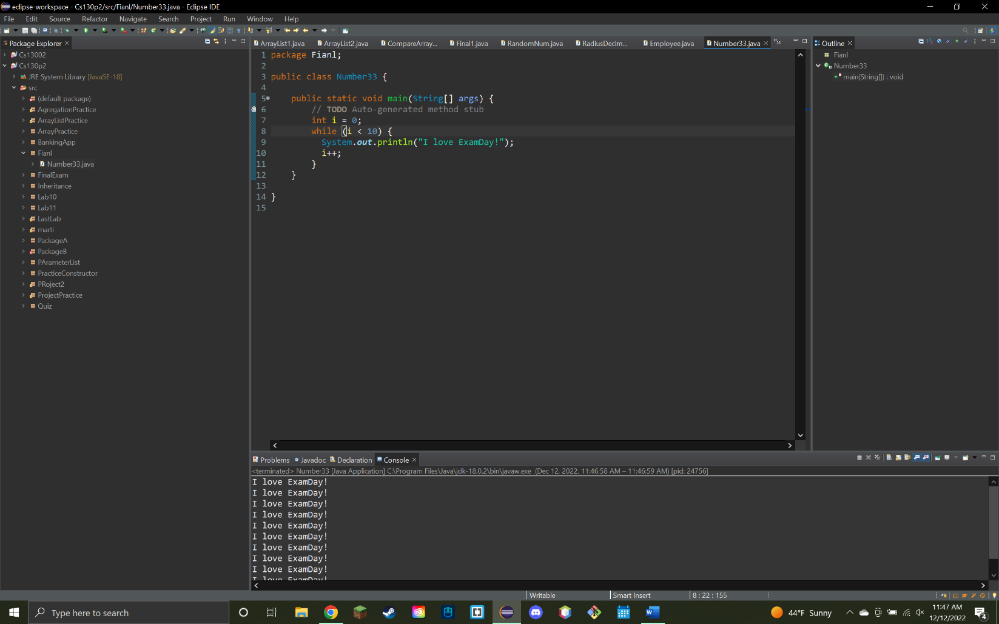 eclipse-workspace - Cs130p2/src/Fianl/Number33.java - Eclipse IDE
File Edit Source Refactor Navigate Search Project Run Window Help
Package Explorer
Cs13002
Cs130p2
JRE System Library [JavaSE-18]
src
(default package)
AgregationPractice
ArrayListPractice
ArrayPractice
BankingApp
Fianl
Number33.java
FinalExam
Inheritance
Lab10
Lab11
LastLab
marti
PackageA
PackageB
PArameterList
PracticeConstructor
PRoject2
ProjectPractice
Quiz
ArrayList1.java ArrayList2.java CompareArray... Final1.java RandomNum.java RadiusDecim... Employee.java Number33.java »26
1 package Fianl;
2
3 public class Number33 {
4
5 public static void main(String[] args) {
6 // TODO Auto-generated method stub
7 int i = 0;
8 while (i < 10) {
9 System.out.println("I love ExamDay!");
10 i++;
11 }
12 }
13
14 }
15
Outline
Fianl
Number33
main(String[]) : void
Problems Javadoc Declaration Console
<terminated> Number33 [Java Application] C:\Program Files\Java\jdk-18.0.2\bin\javaw.exe (Dec 12, 2022, 11:46:58 AM – 11:46:59 AM) [pid: 24756]
I love ExamDay!
I love ExamDay!
I love ExamDay!
I love ExamDay!
I love ExamDay!
I love ExamDay!
I love ExamDay!
I love ExamDay!
I love ExamDay!
I love ExamDay!
Writable Smart Insert 8 : 22 : 155
Type here to search
44°F Sunny
11:47 AM
12/12/2022
4